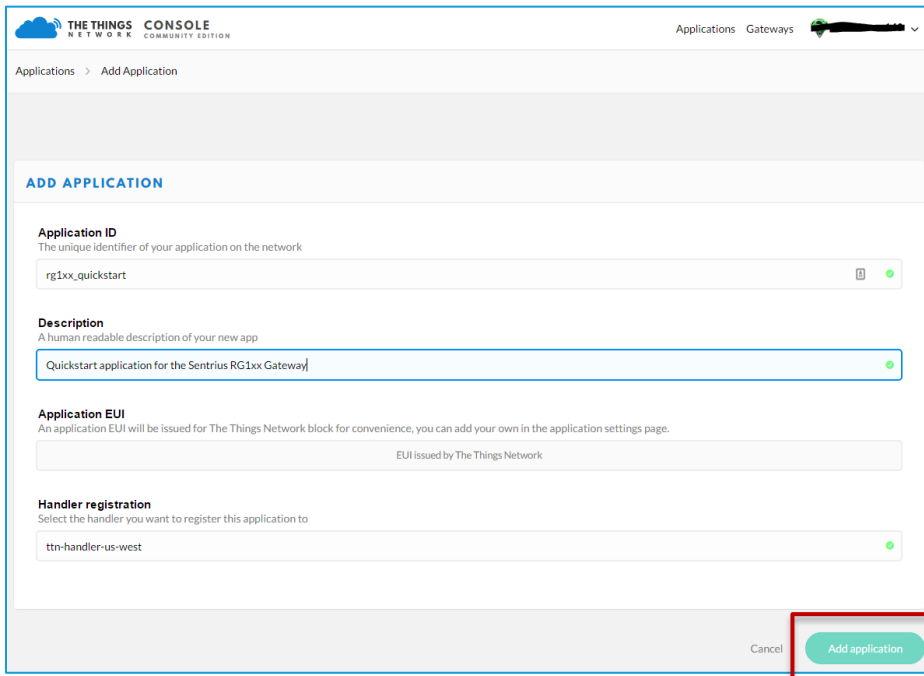 THE THINGS CONSOLE
NETWORK COMMUNITY EDITION
Applications Gateways
Applications > Add Application
ADD APPLICATION
Application ID
The unique identifier of your application on the network
rg1xx_quickstart
Description
A human readable description of your new app
Quickstart application for the Sentrius RG1xx Gateway
Application EUI
An application EUI will be issued for The Things Network block for convenience, you can add your own in the application settings page.
EUI issued by The Things Network
Handler registration
Select the handler you want to register this application to
ttn-handler-us-west
Cancel Add application